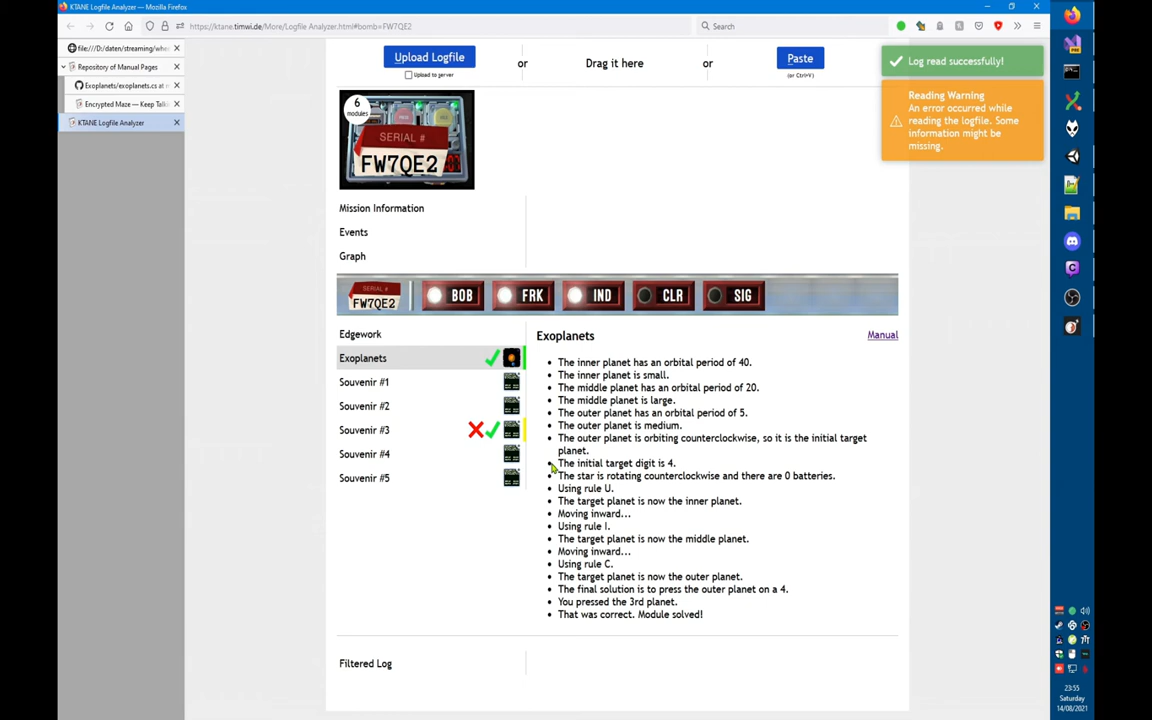 KTANE Logfile Analyzer — Mozilla Firefox
https://ktane.timwi.de/More/Logfile Analyzer.html#bomb=FW7QE2
Search
file:///D:/daten/streaming/whe
Repository of Manual Pages
Exoplanets/exoplanets.cs at m
Encrypted Maze — Keep Talki
KTANE Logfile Analyzer
Upload Logfile
or
Drag it here
or
Paste
Upload to server
(or Ctrl+V)
Log read successfully!
Reading Warning
An error occurred while
reading the logfile. Some
information might be
missing.
6
modules
SERIAL #
FW7QE2
Mission Information
Events
Graph
SERIAL #
FW7QE2
BOB
FRK
IND
CLR
SIG
Edgework
Exoplanets
Souvenir #1
Souvenir #2
Souvenir #3
Souvenir #4
Souvenir #5
Exoplanets
Manual
The inner planet has an orbital period of 40.
The inner planet is small.
The middle planet has an orbital period of 20.
The middle planet is large.
The outer planet has an orbital period of 5.
The outer planet is medium.
The outer planet is orbiting counterclockwise, so it is the initial target
planet.
The initial target digit is 4.
The star is rotating counterclockwise and there are 0 batteries.
Using rule U.
The target planet is now the inner planet.
Moving inward...
Using rule I.
The target planet is now the middle planet.
Moving inward...
Using rule C.
The target planet is now the outer planet.
The final solution is to press the outer planet on a 4.
You pressed the 3rd planet.
That was correct. Module solved!
Filtered Log
23:55
Saturday
14/08/2021